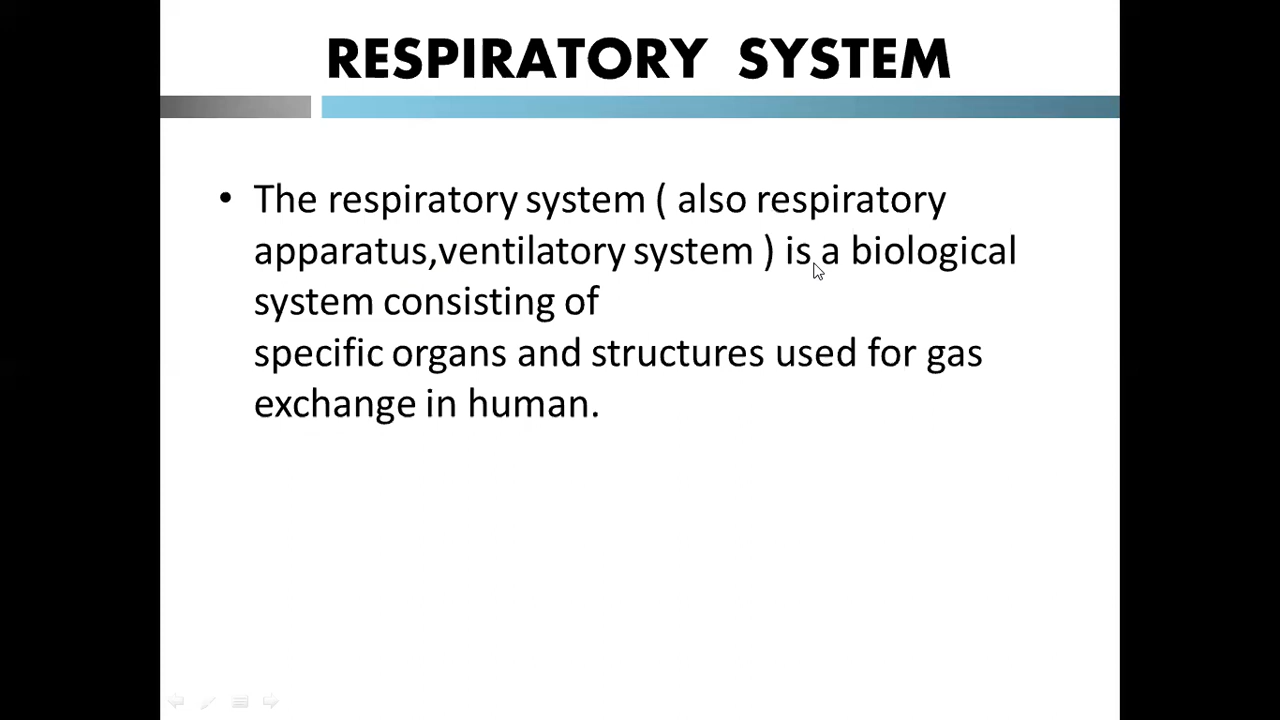 RESPIRATORY SYSTEM
• The respiratory system ( also respiratory
apparatus,ventilatory system ) is a biological
system consisting of
specific organs and structures used for gas
exchange in human.